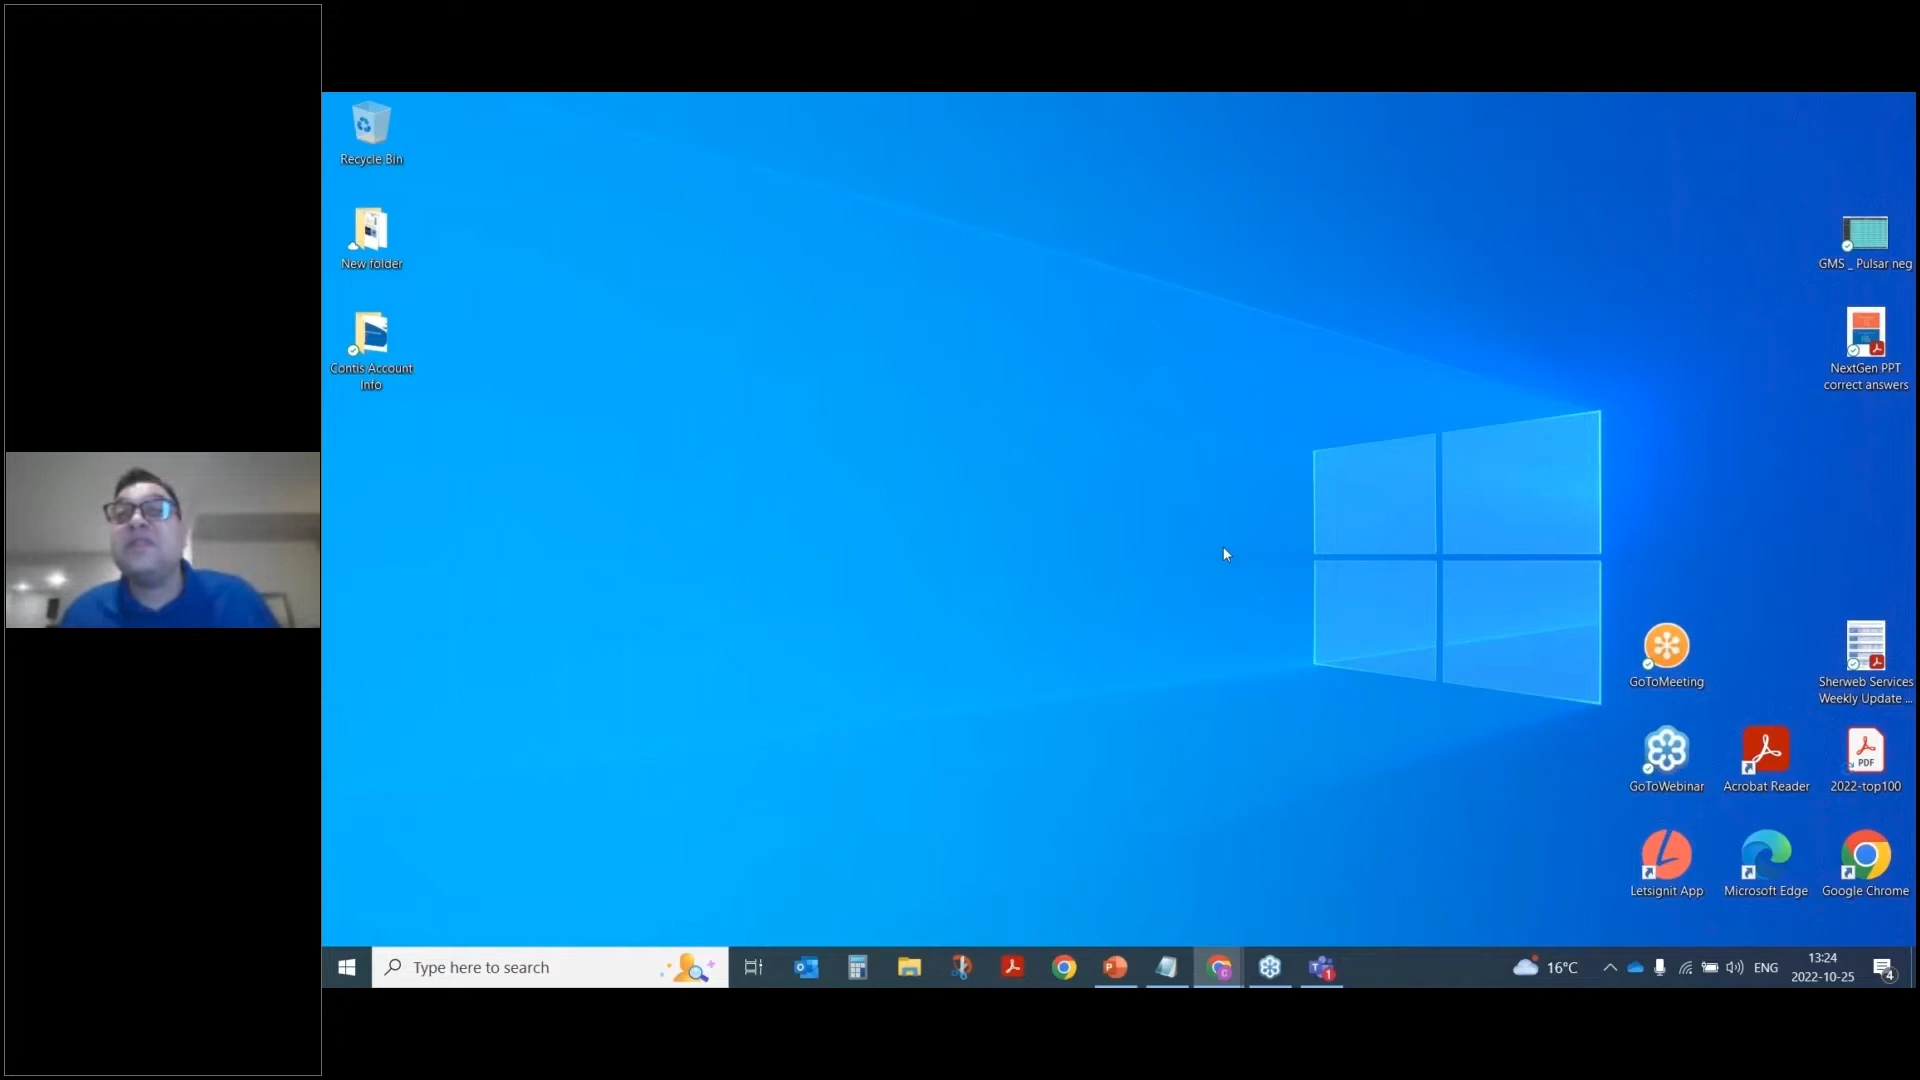 Recycle Bin
New folder
Contis Account
Info
GMS _ Pulsar neg
NextGen PPT
correct answers
GoToMeeting
Sherweb Services
Weekly Update ...
GoToWebinar
Acrobat Reader
PDF
2022-top100
Letsignit App
Microsoft Edge
Google Chrome
Type here to search
1
16°C
ENG
13:24
2022-10-25
4